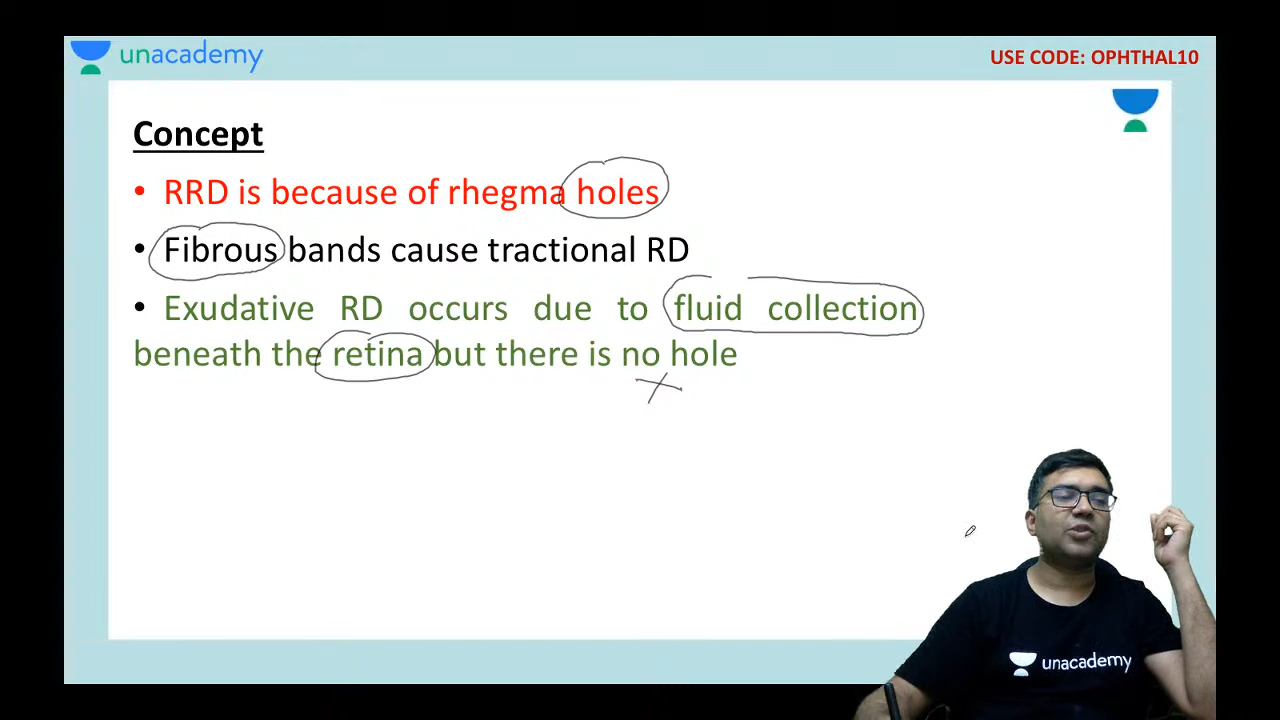 unacademy
USE CODE: OPHTHAL10
Concept
• RRD is because of rhegma holes
• Fibrous bands cause tractional RD
• Exudative RD occurs due to fluid collection
beneath the retina but there is no hole
unacademy